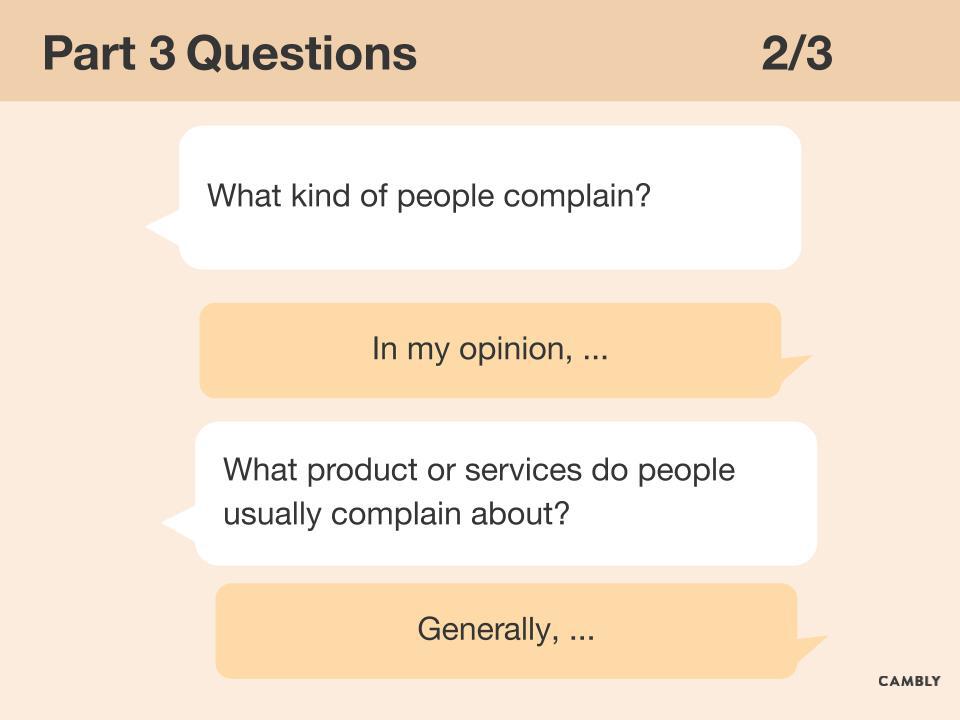 Part 3 Questions 2/3
What kind of people complain?
In my opinion, ...
What product or services do people
usually complain about?
Generally, ...
CAMBLY